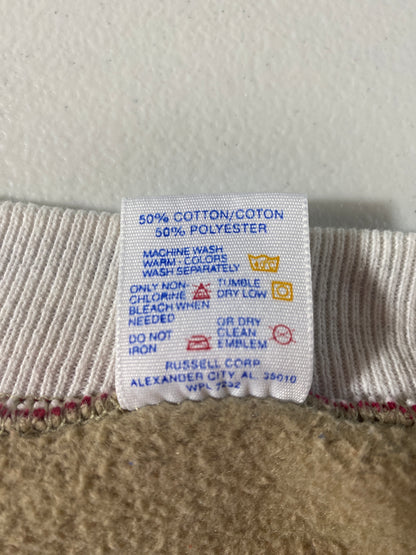 50% COTTON/COTON
50% POLYESTER
MACHINE WASH
WARM - COLORS
WASH SEPARATELY
ONLY NON-
CHLORINE
BLEACH WHEN
NEEDED
TUMBLE
DRY LOW
DO NOT
IRON
OR DRY
CLEAN
EMBLEM
RUSSELL CORP.
ALEXANDER CITY, AL. 35010
WPL 7232